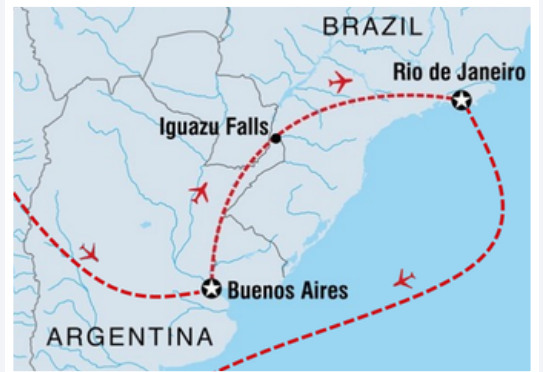 BRAZIL
Rio de Janeiro
Iguazu Falls
Buenos Aires
ARGENTINA